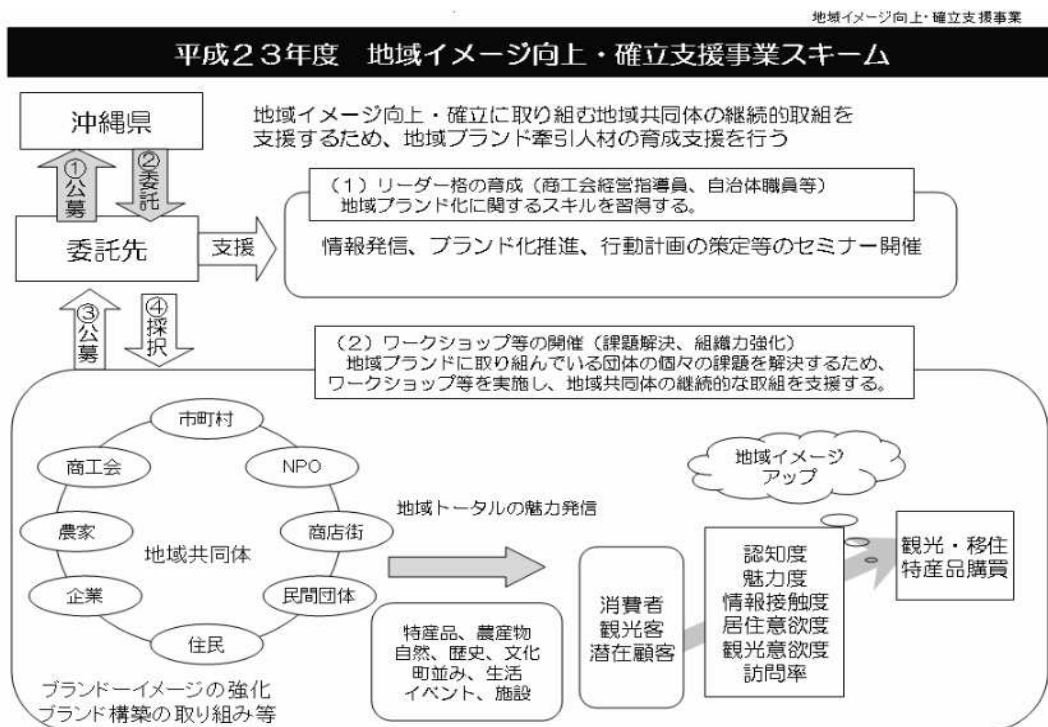 地域イメージ向上・確立支援事業
平成23年度　地域イメージ向上・確立支援事業スキーム
沖縄県
地域イメージ向上・確立に取り組む地域共同体の継続的取組を
支援するため、地域ブランド牽引人材の育成支援を行う
①公募
②委託
委託先
支援
（１）リーダー格の育成（商工会経営指導員、自治体職員等）
地域ブランド化に関するスキルを習得する。
情報発信、ブランド化推進、行動計画の策定等のセミナー開催
③公募
④採択
（２）ワークショップ等の開催（課題解決、組織力強化）
地域ブランドに取り組んでいる団体の個々の課題を解決するため、
ワークショップ等を実施し、地域共同体の継続的な取組を支援する。
市町村
商工会
NPO
農家
商店街
地域共同体
企業
民間団体
住民
ブランドーイメージの強化
ブランド構築の取り組み等
地域トータルの魅力発信
特産品、農産物
自然、歴史、文化
町並み、生活
イベント、施設
消費者
観光客
潜在顧客
認知度
魅力度
情報接触度
居住意欲度
観光意欲度
訪問率
地域イメージ
アップ
観光・移住
特産品購買